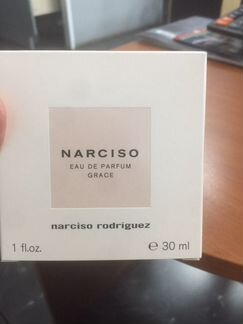 NARCISO
EAU DE PARFUM
GRACE
narciso rodriguez
1 fl.oz. ℮ 30 ml